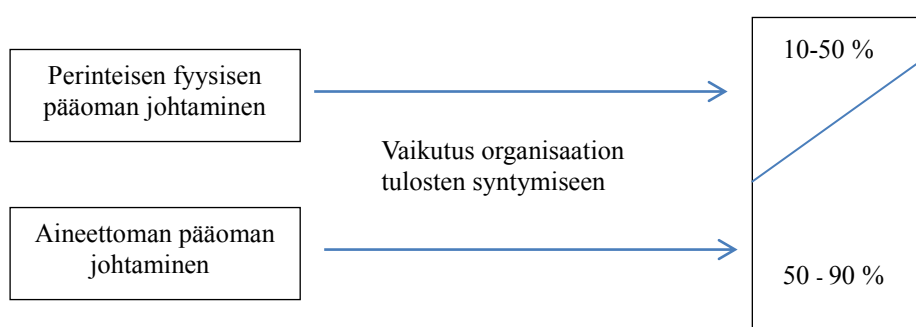 Perinteisen fyysisen
pääoman johtaminen
10-50 %
Vaikutus organisaation
tulosten syntymiseen
Aineettoman pääoman
johtaminen
50 - 90 %